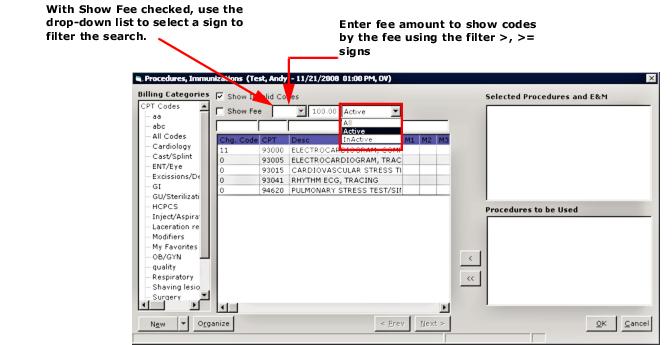 With Show Fee checked, use the
drop-down list to select a sign to
filter the search.
Enter fee amount to show codes
by the fee using the filter >, >=
signs
Procedures, Immunizations (Test, Andy - 11/21/2008 01:00 PM, OV)
Billing Categories
Show Invalid Codes
Selected Procedures and E&M
CPT Codes
Show Fee
100.00
Active
All
Active
InActive
aa
abc
All Codes
Cardiology
Cast/Splint
ENT/Eye
Excissions/De
GI
GU/Sterilizati
HCPCS
Inject/Aspirat
Laceration re
Modifiers
My Favorites
OB/GYN
quality
Respiratory
Shaving lesio
Surgery
Chg. Code CPT Desc M1 M2 M3
11 93000 ELECTROCARDIOGRAM, COMP
0 93005 ELECTROCARDIOGRAM, TRAC
0 93015 CARDIOVASCULAR STRESS TI
0 93041 RHYTHM ECG, TRACING
0 94620 PULMONARY STRESS TEST/SIM
Procedures to be Used
<
<<
New
Organize
< Prev
Next >
OK
Cancel